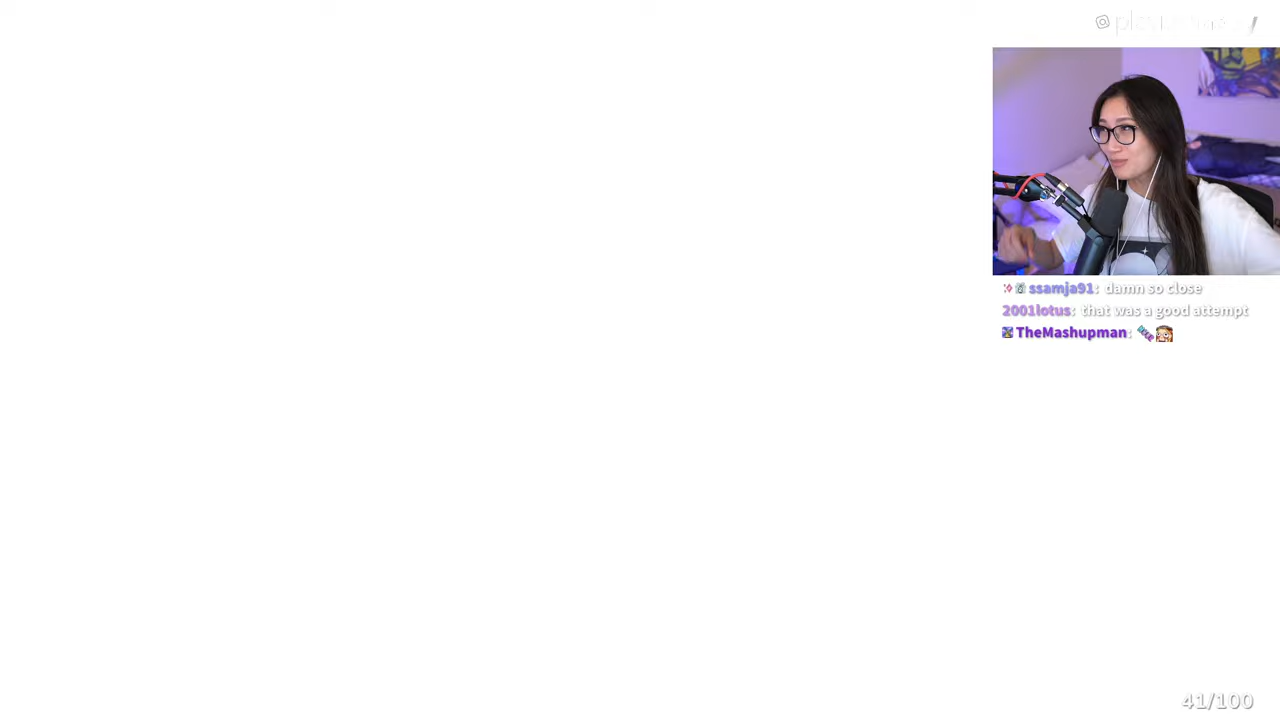 ssamja91: damn so close
2001lotus: that was a good attempt
TheMashupman:
41/100